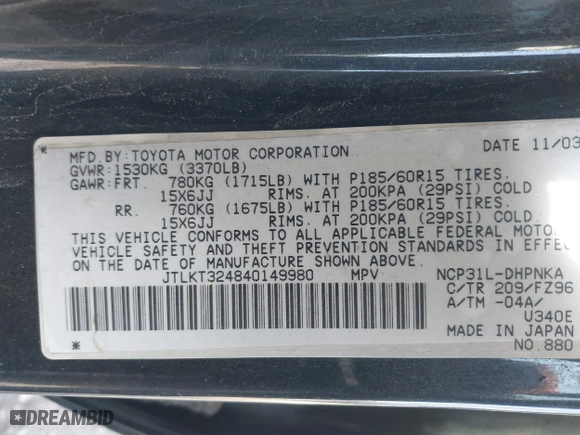 MFD.BY:TOYOTA MOTOR CORPORATION DATE 11/03
GVWR:1530KG (3370LB)
GAWR:FRT. 780KG (1715LB) WITH P185/60R15 TIRES.
15X6JJ RIMS. AT 200KPA (29PSI) COLD
RR. 760KG (1675LB) WITH P185/60R15 TIRES.
15X6JJ RIMS. AT 200KPA (29PSI) COLD.
THIS VEHICLE CONFORMS TO ALL APPLICABLE FEDERAL MOTOR
VEHICLE SAFETY AND THEFT PREVENTION STANDARDS IN EFFE
ON THE DATE OF MANUFACTURE SHOWN ABOVE.
JTLKT324840149980 MPV NCP31L-DHPNKA
C/TR 209/FZ96
A/TM -04A/
U340E
MADE IN JAPAN
NO.880
DREAMBID